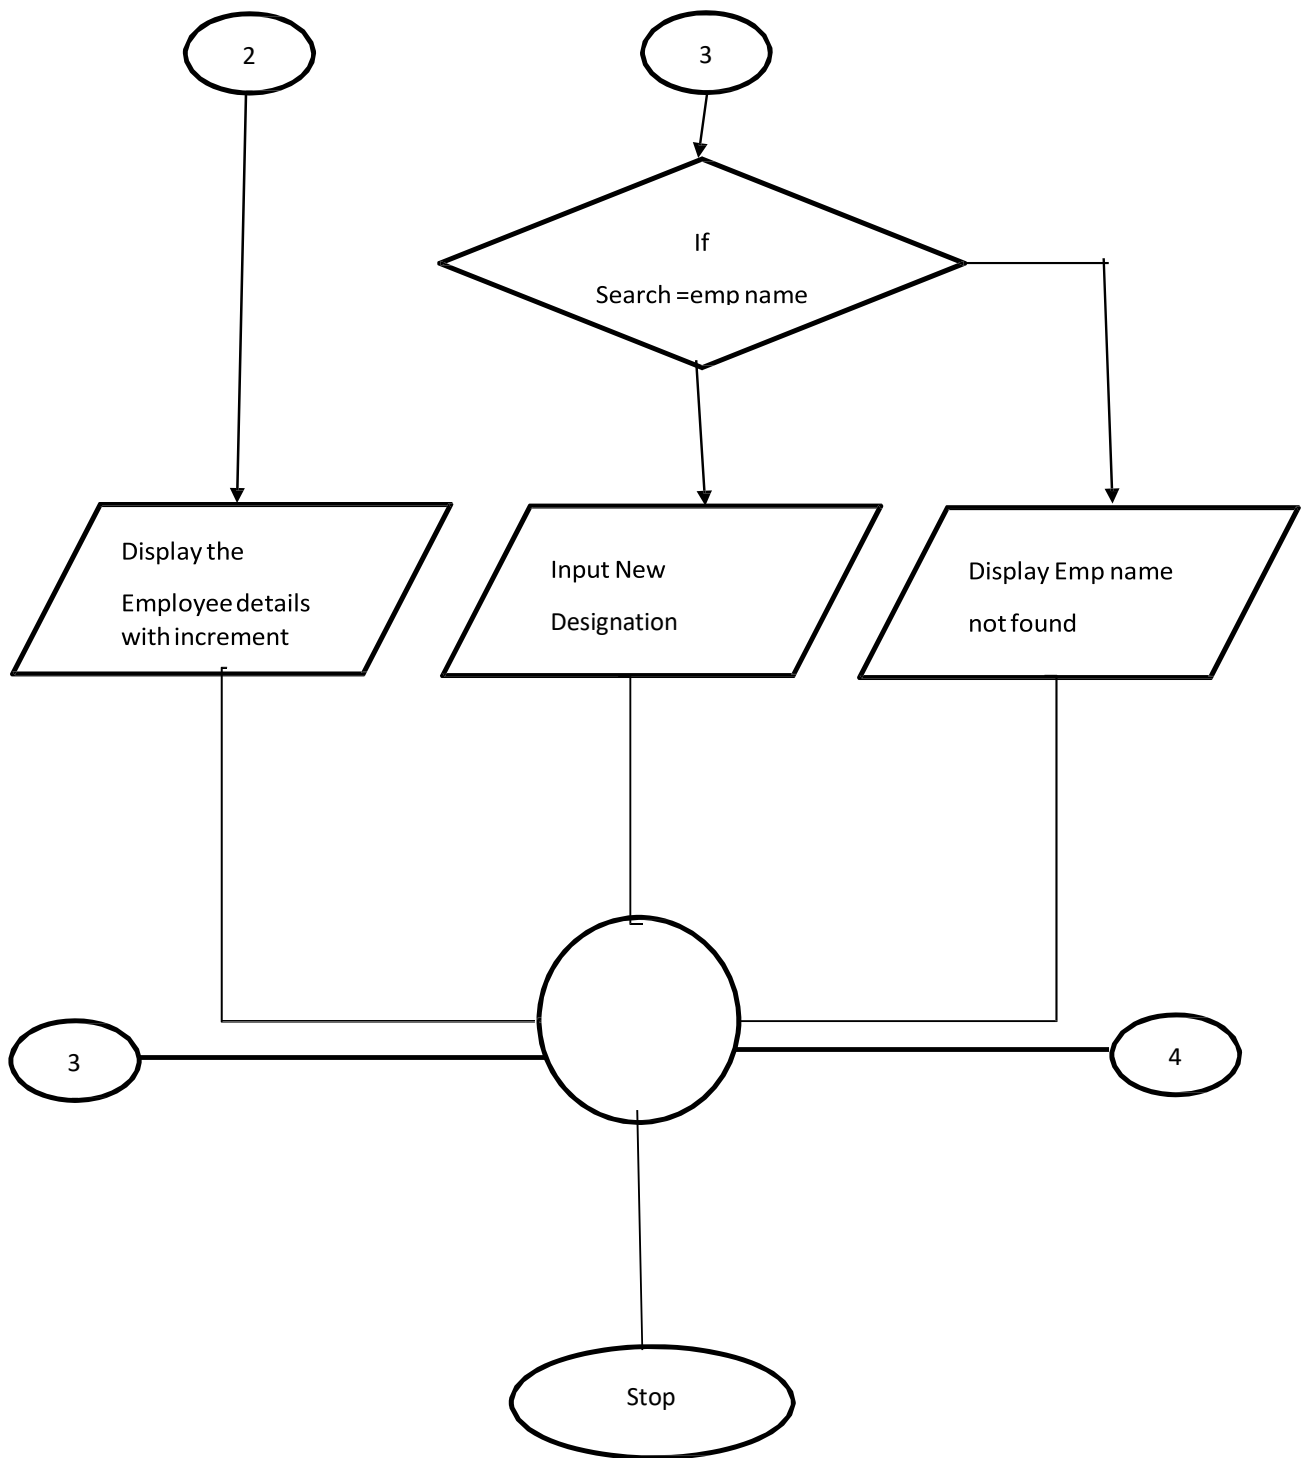 2
3
If
Search =emp name
Display the
Employee details
with increment
Input New
Designation
Display Emp name
not found
3
4
Stop